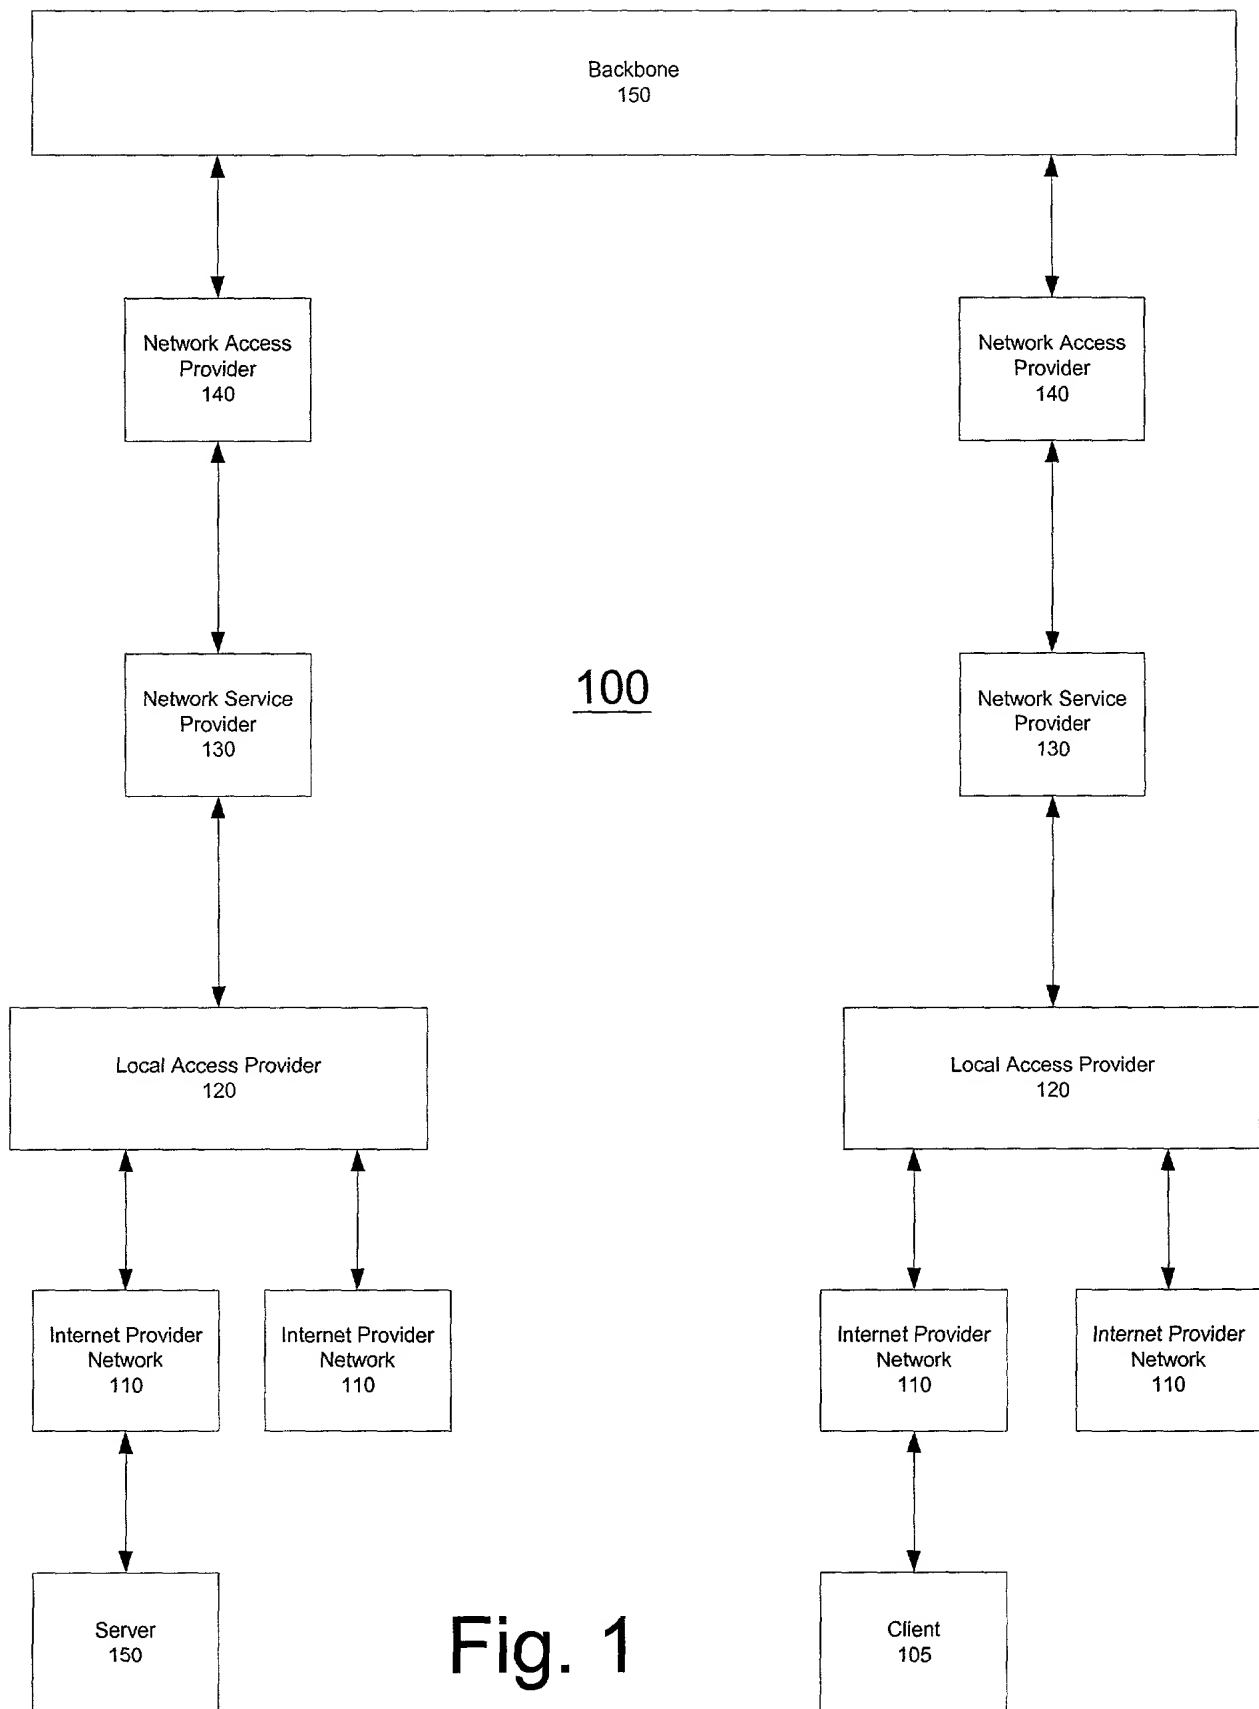 Backbone
150
Network Access
Provider
140
Network Access
Provider
140
Network Service
Provider
130
100
Network Service
Provider
130
Local Access Provider
120
Local Access Provider
120
Internet Provider
Network
110
Internet Provider
Network
110
Internet Provider
Network
110
Internet Provider
Network
110
Server
150
Fig. 1
Client
105